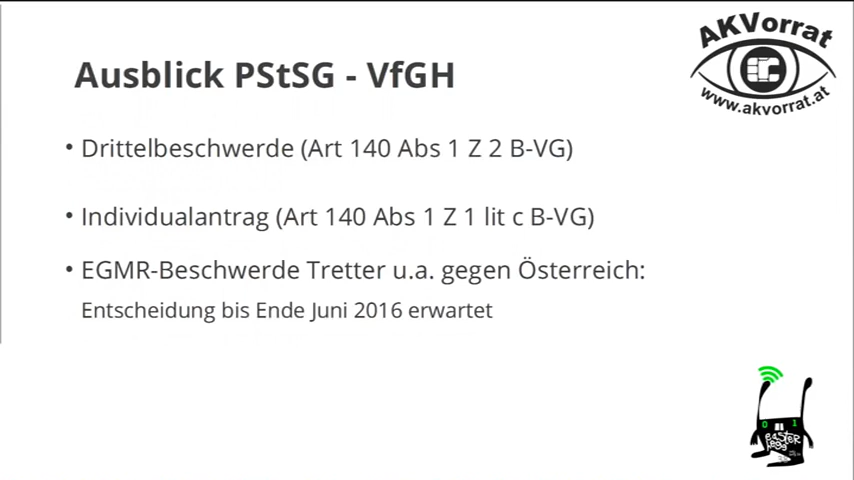 AKVorrat
www.akvorrat.at
Ausblick PStSG - VfGH
• Drittelbeschwerde (Art 140 Abs 1 Z 2 B-VG)
• Individualantrag (Art 140 Abs 1 Z 1 lit c B-VG)
• EGMR-Beschwerde Tretter u.a. gegen Österreich:
Entscheidung bis Ende Juni 2016 erwartet
0 1
easter
hegg